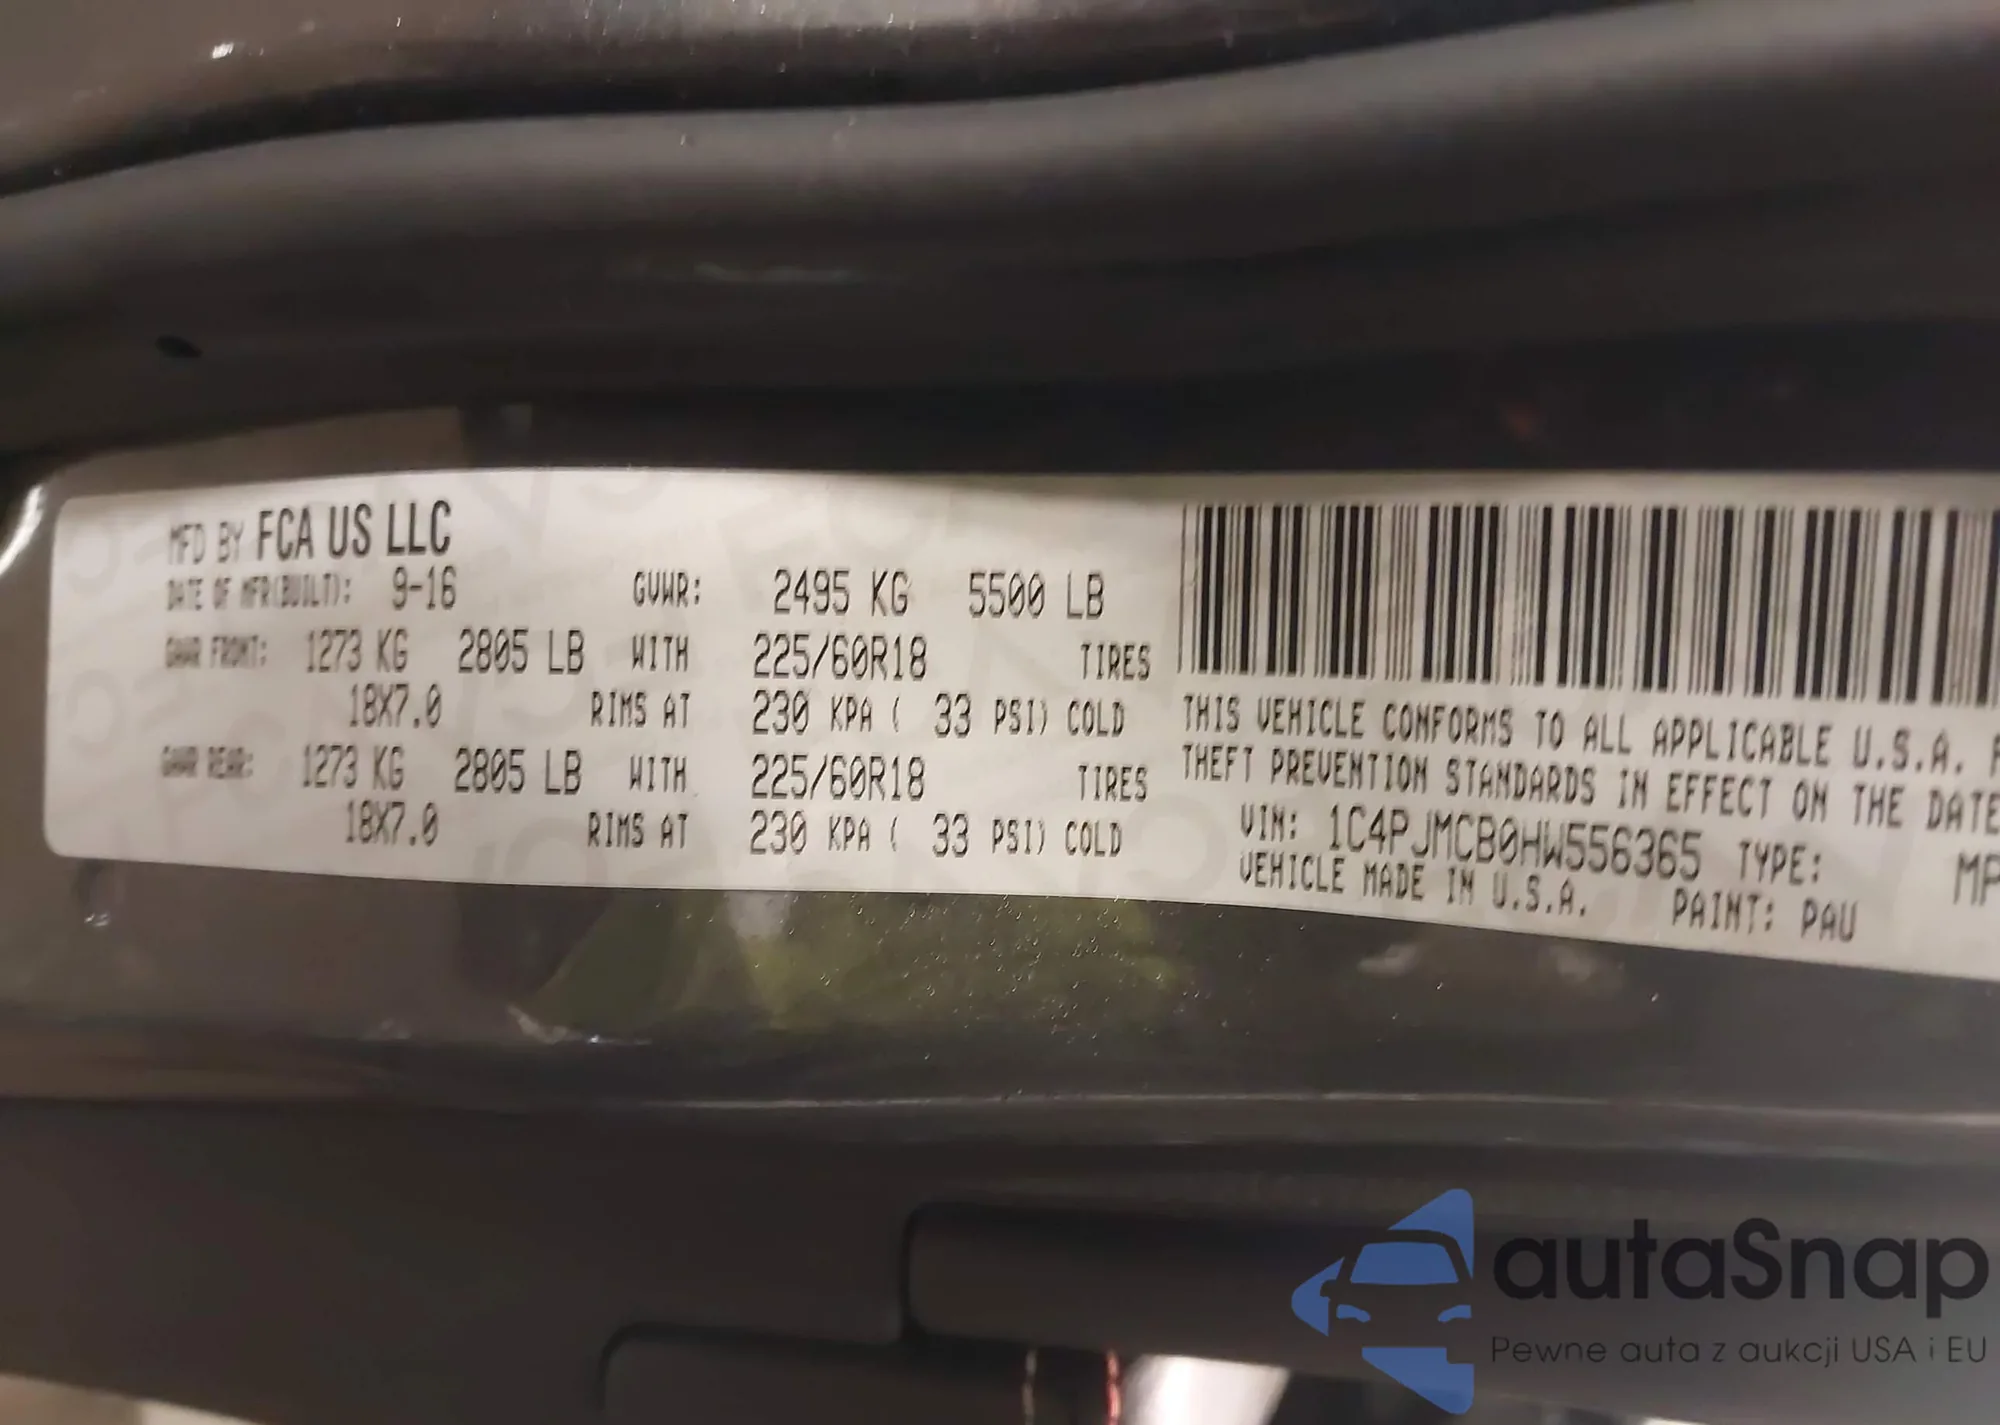 MFD BY FCA US LLC
DATE OF MFR(BUILT): 9-16 GVWR: 2495 KG 5500 LB
GAWR FRONT: 1273 KG 2805 LB WITH 225/60R18 TIRES
18X7.0 RIMS AT 230 KPA ( 33 PSI) COLD
GAWR REAR: 1273 KG 2805 LB WITH 225/60R18 TIRES
18X7.0 RIMS AT 230 KPA ( 33 PSI) COLD
THIS VEHICLE CONFORMS TO ALL APPLICABLE U.S.A. F
THEFT PREVENTION STANDARDS IN EFFECT ON THE DATE
VIN: 1C4PJMCB0HW556365 TYPE: MP
VEHICLE MADE IN U.S.A. PAINT: PAU
autaSnap
Pewne auta z aukcji USA i EU